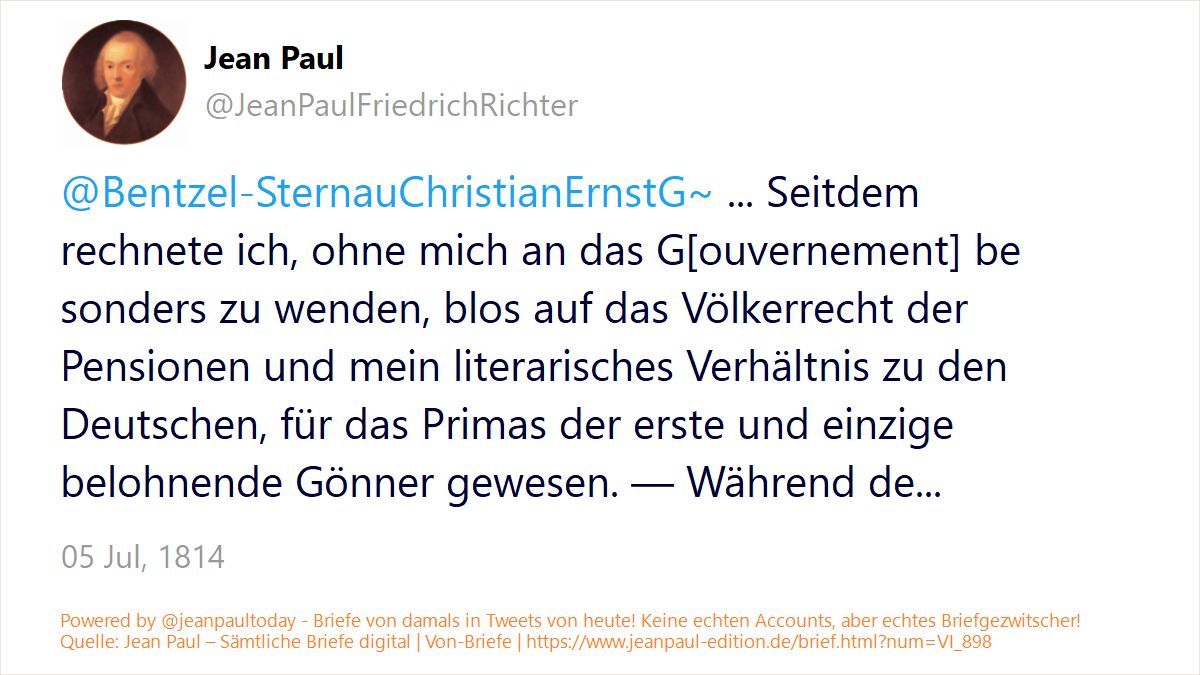 Jean Paul
@JeanPaulFriedrichRichter
@Bentzel-SternauChristianErnstG~ ... Seitdem
rechnete ich, ohne mich an das G[ouvernement] be
sonders zu wenden, blos auf das Völkerrecht der
Pensionen und mein literarisches Verhältnis zu den
Deutschen, für das Primas der erste und einzige
belohnende Gönner gewesen. — Während de...
05 Jul, 1814
Powered by @jeanpaultoday - Briefe von damals in Tweets von heute! Keine echten Accounts, aber echtes Briefgezwitscher!
Quelle: Jean Paul – Sämtliche Briefe digital | Von-Briefe | https://www.jeanpaul-edition.de/brief.html?num=VI_898